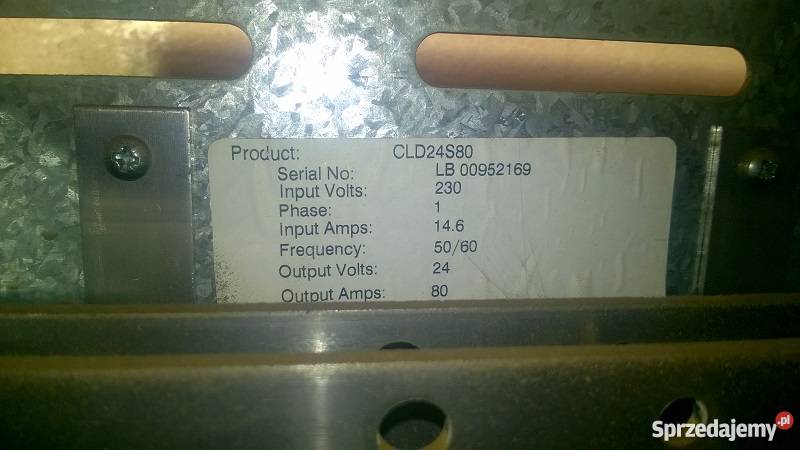 Product: CLD24S80
Serial No: LB 00952169
Input Volts: 230
Phase: 1
Input Amps: 14.6
Frequency: 50/60
Output Volts: 24
Output Amps: 80
Sprzedajemy.pl